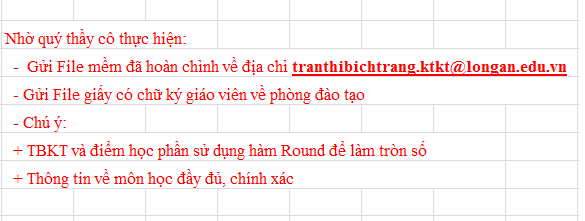 Nhờ quý thầy cô thực hiện:
- Gửi File mềm đã hoàn chỉnh về địa chỉ tranthibichtrang.ktkt@longan.edu.vn
- Gửi File giấy có chữ ký giáo viên về phòng đào tạo
- Chú ý:
+ TBKT và điểm học phần sử dụng hàm Round để làm tròn số
+ Thông tin về môn học đầy đủ, chính xác